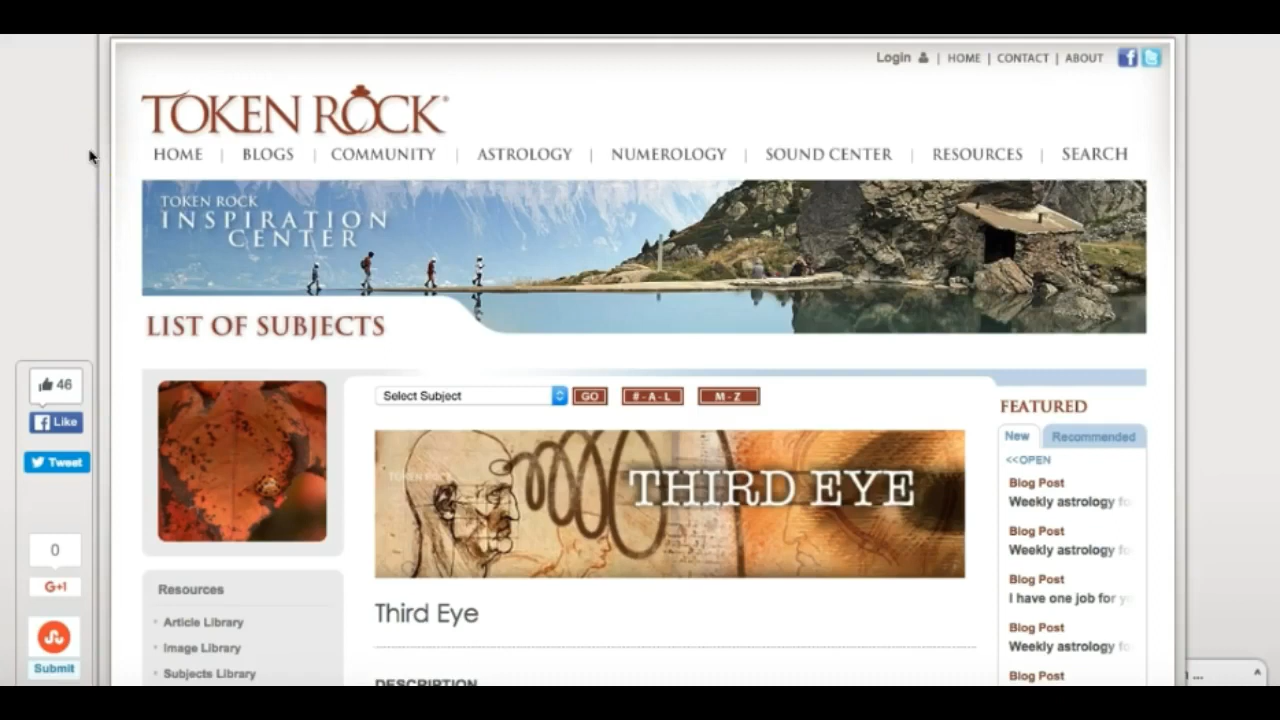 Login | HOME | CONTACT | ABOUT
TOKEN ROCK®
HOME | BLOGS | COMMUNITY | ASTROLOGY | NUMEROLOGY | SOUND CENTER | RESOURCES | SEARCH
TOKEN ROCK
INSPIRATION
CENTER
LIST OF SUBJECTS
46
Like
Tweet
0
G+1
Submit
Select Subject
GO
# - A - L
M - Z
THIRD EYE
Third Eye
DESCRIPTION
Resources
Article Library
Image Library
Subjects Library
FEATURED
New
Recommended
<<OPEN
Blog Post
Weekly astrology fo
Blog Post
Weekly astrology fo
Blog Post
I have one job for y
Blog Post
Weekly astrology fo
Blog Post